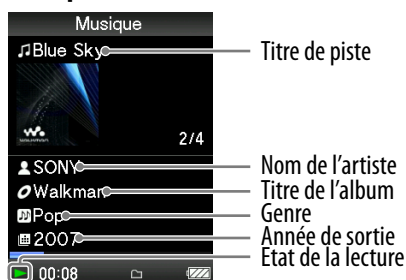 Musique
Blue Sky
Titre de piste
2/4
SONY
Nom de l'artiste
Walkman
Titre de l'album
Pop
Genre
2007
Année de sortie
Etat de la lecture
00:08